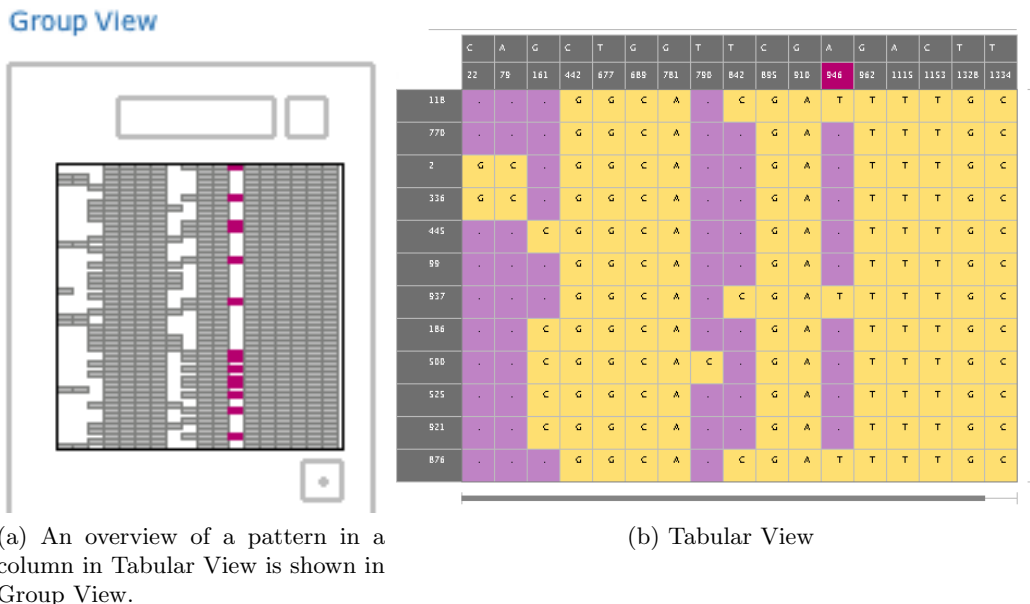 Group View
C A G C T G G T T C G A G A C T T
22 79 161 442 677 689 781 790 842 895 910 946 962 1115 1153 1328 1334
118 . . . G G C A . C G A T T T T G C
770 . . . G G C A . . G A . T T T G C
2 G C . G G C A . . G A . T T T G C
336 G C . G G C A . . G A . T T T G C
445 . . C G G C A . . G A . T T T G C
99 . . . G G C A . . G A . T T T G C
937 . . . G G C A . C G A T T T T G C
186 . . C G G C A . . G A . T T T G C
500 . . C G G C A C . G A . T T T G C
525 . . C G G C A . . G A . T T T G C
921 . . C G G C A . . G A . T T T G C
876 . . . G G C A . C G A T T T T G C
(a) An overview of a pattern in a
column in Tabular View is shown in
Group View.
(b) Tabular View